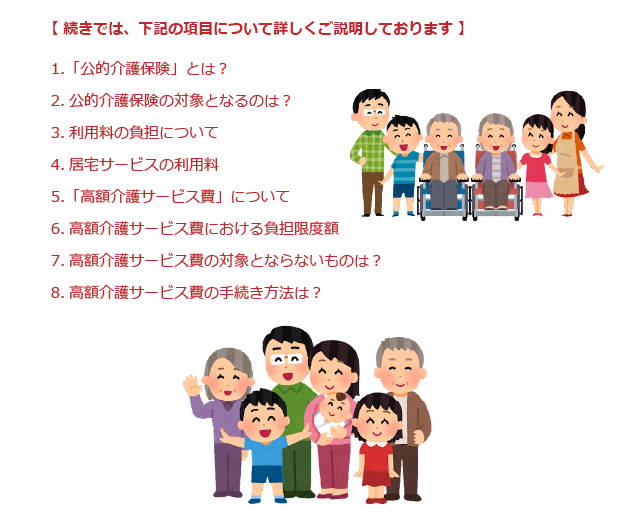 【 続きでは、下記の項目について詳しくご説明しております 】
1.「公的介護保険」とは？
2. 公的介護保険の対象となるのは？
3. 利用料の負担について
4. 居宅サービスの利用料
5.「高額介護サービス費」について
6. 高額介護サービス費における負担限度額
7. 高額介護サービス費の対象とならないものは？
8. 高額介護サービス費の手続き方法は？